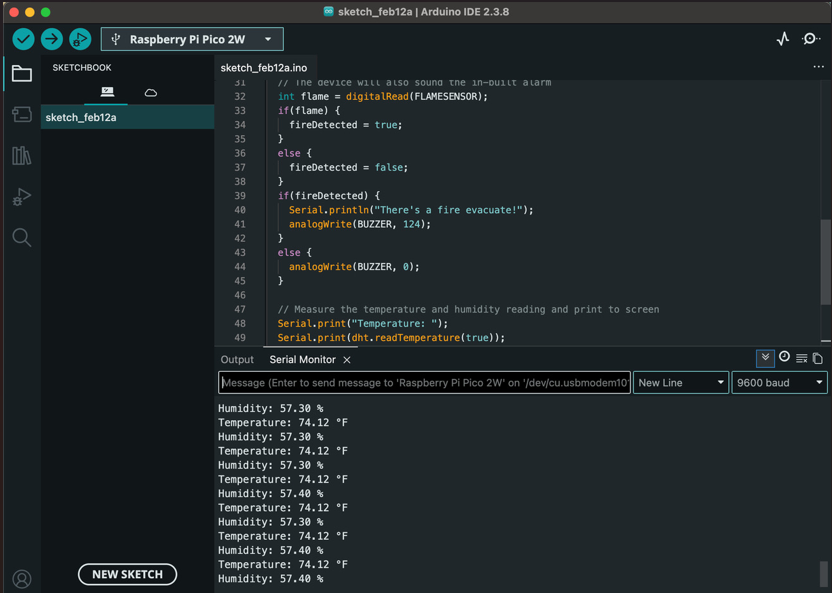 sketch_feb12a | Arduino IDE 2.3.8
Raspberry Pi Pico 2W
SKETCHBOOK
sketch_feb12a
NEW SKETCH
sketch_feb12a.ino
31 // The device will also sound the in-built alarm
32 int flame = digitalRead(FLAMESENSOR);
33 if(flame) {
34 fireDetected = true;
35 }
36 else {
37 fireDetected = false;
38 }
39 if(fireDetected) {
40 Serial.println("There's a fire evacuate!");
41 analogWrite(BUZZER, 124);
42 }
43 else {
44 analogWrite(BUZZER, 0);
45 }
46
47 // Measure the temperature and humidity reading and print to screen
48 Serial.print("Temperature: ");
49 Serial.print(dht.readTemperature(true));
Output Serial Monitor
Message (Enter to send message to 'Raspberry Pi Pico 2W' on '/dev/cu.usbmodem101 New Line 9600 baud
Humidity: 57.30 %
Temperature: 74.12 °F
Humidity: 57.30 %
Temperature: 74.12 °F
Humidity: 57.30 %
Temperature: 74.12 °F
Humidity: 57.40 %
Temperature: 74.12 °F
Humidity: 57.30 %
Temperature: 74.12 °F
Humidity: 57.40 %
Temperature: 74.12 °F
Humidity: 57.40 %